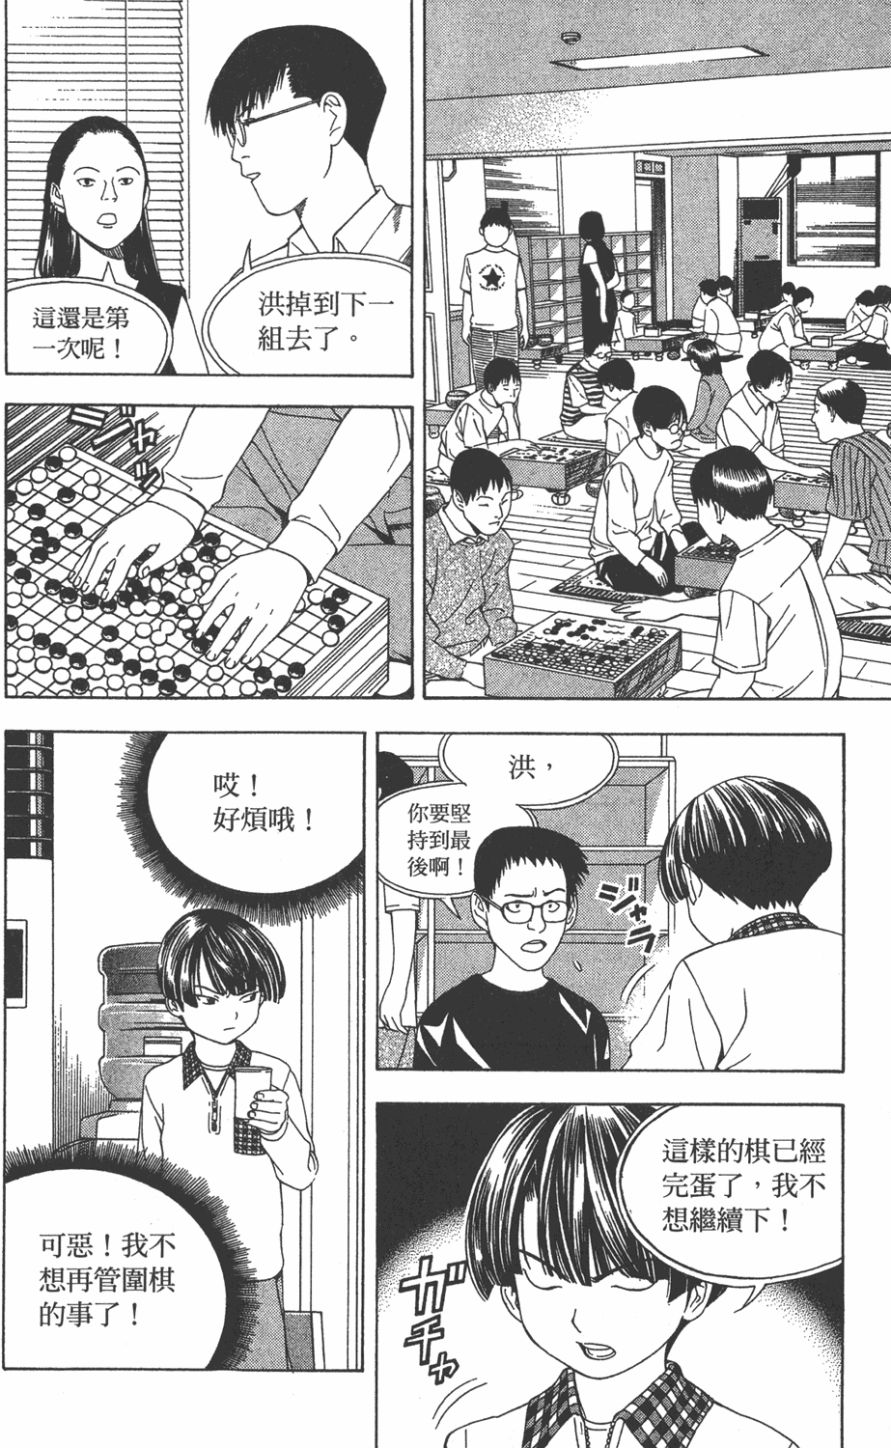 洪掉到下一
組去了。
這還是第
一次呢！
ジャ
洪，
你要堅
持到最
後啊！
ジャラ
這樣的棋已經
完蛋了，我不
想繼續下！
ガチャ
哎！
好煩哦！
可惡！我不
想再管圍棋
的事了！